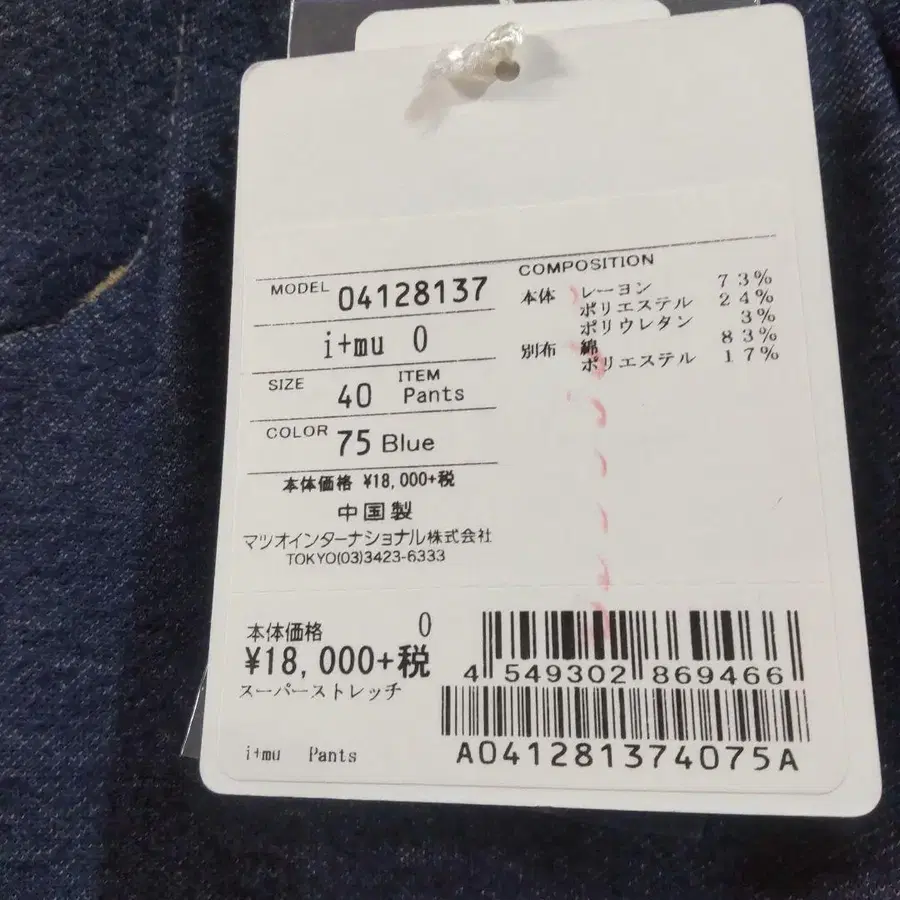 MODEL 04128137
i+mu 0
SIZE 40 ITEM Pants
COLOR 75 Blue
本体価格 ¥18,000+税
中国製
マツオインターナショナル株式会社
TOKYO(03)3423-6333
COMPOSITION
本体 レーヨン 73%
ポリエステル 24%
ポリウレタン 3%
別布 綿 83%
ポリエステル 17%
本体価格 0
¥18,000+税
スーパーストレッチ
i+mu Pants
4 549302 869466
A041281374075A